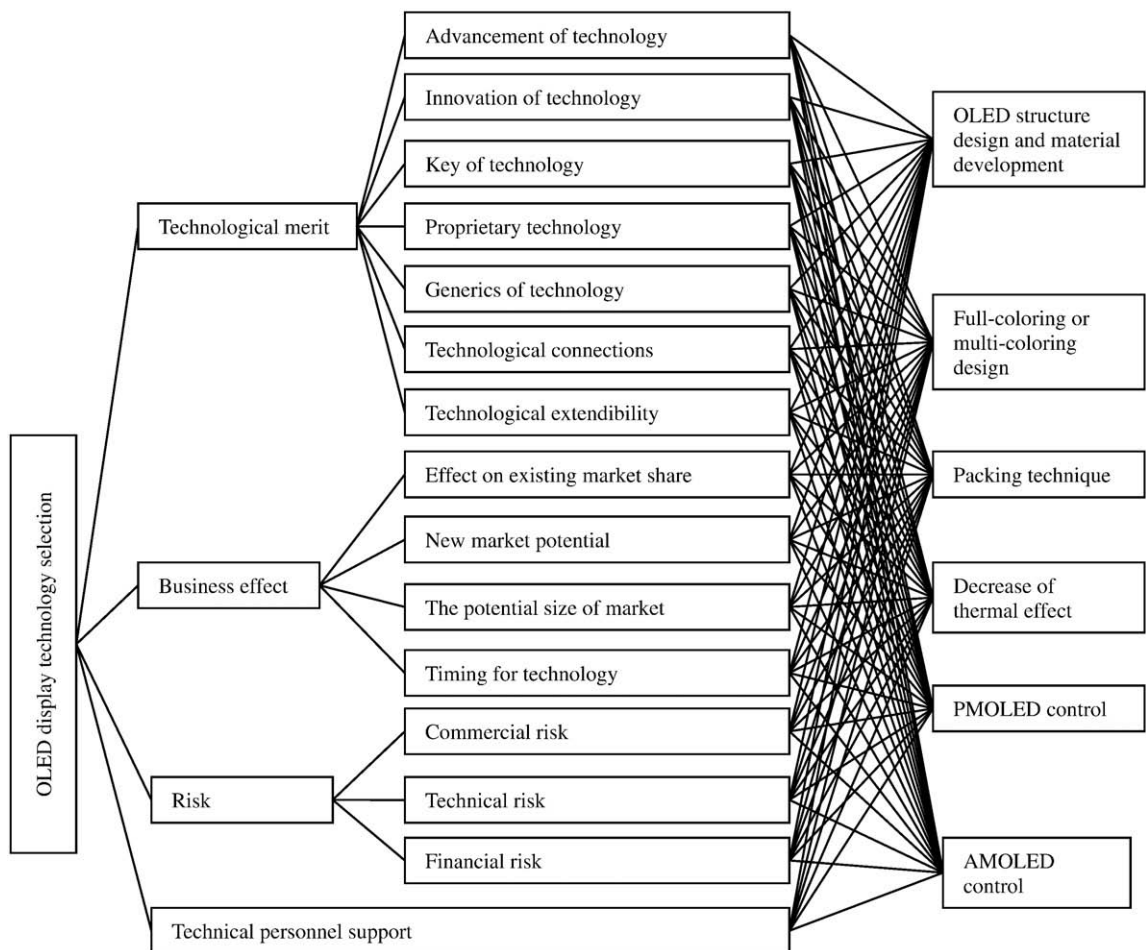 OLED display technology selection
Technological merit
Business effect
Risk
Technical personnel support
Advancement of technology
Innovation of technology
Key of technology
Proprietary technology
Generics of technology
Technological connections
Technological extendibility
Effect on existing market share
New market potential
The potential size of market
Timing for technology
Commercial risk
Technical risk
Financial risk
OLED structure
design and material
development
Full-coloring or
multi-coloring
design
Packing technique
Decrease of
thermal effect
PMOLED control
AMOLED
control